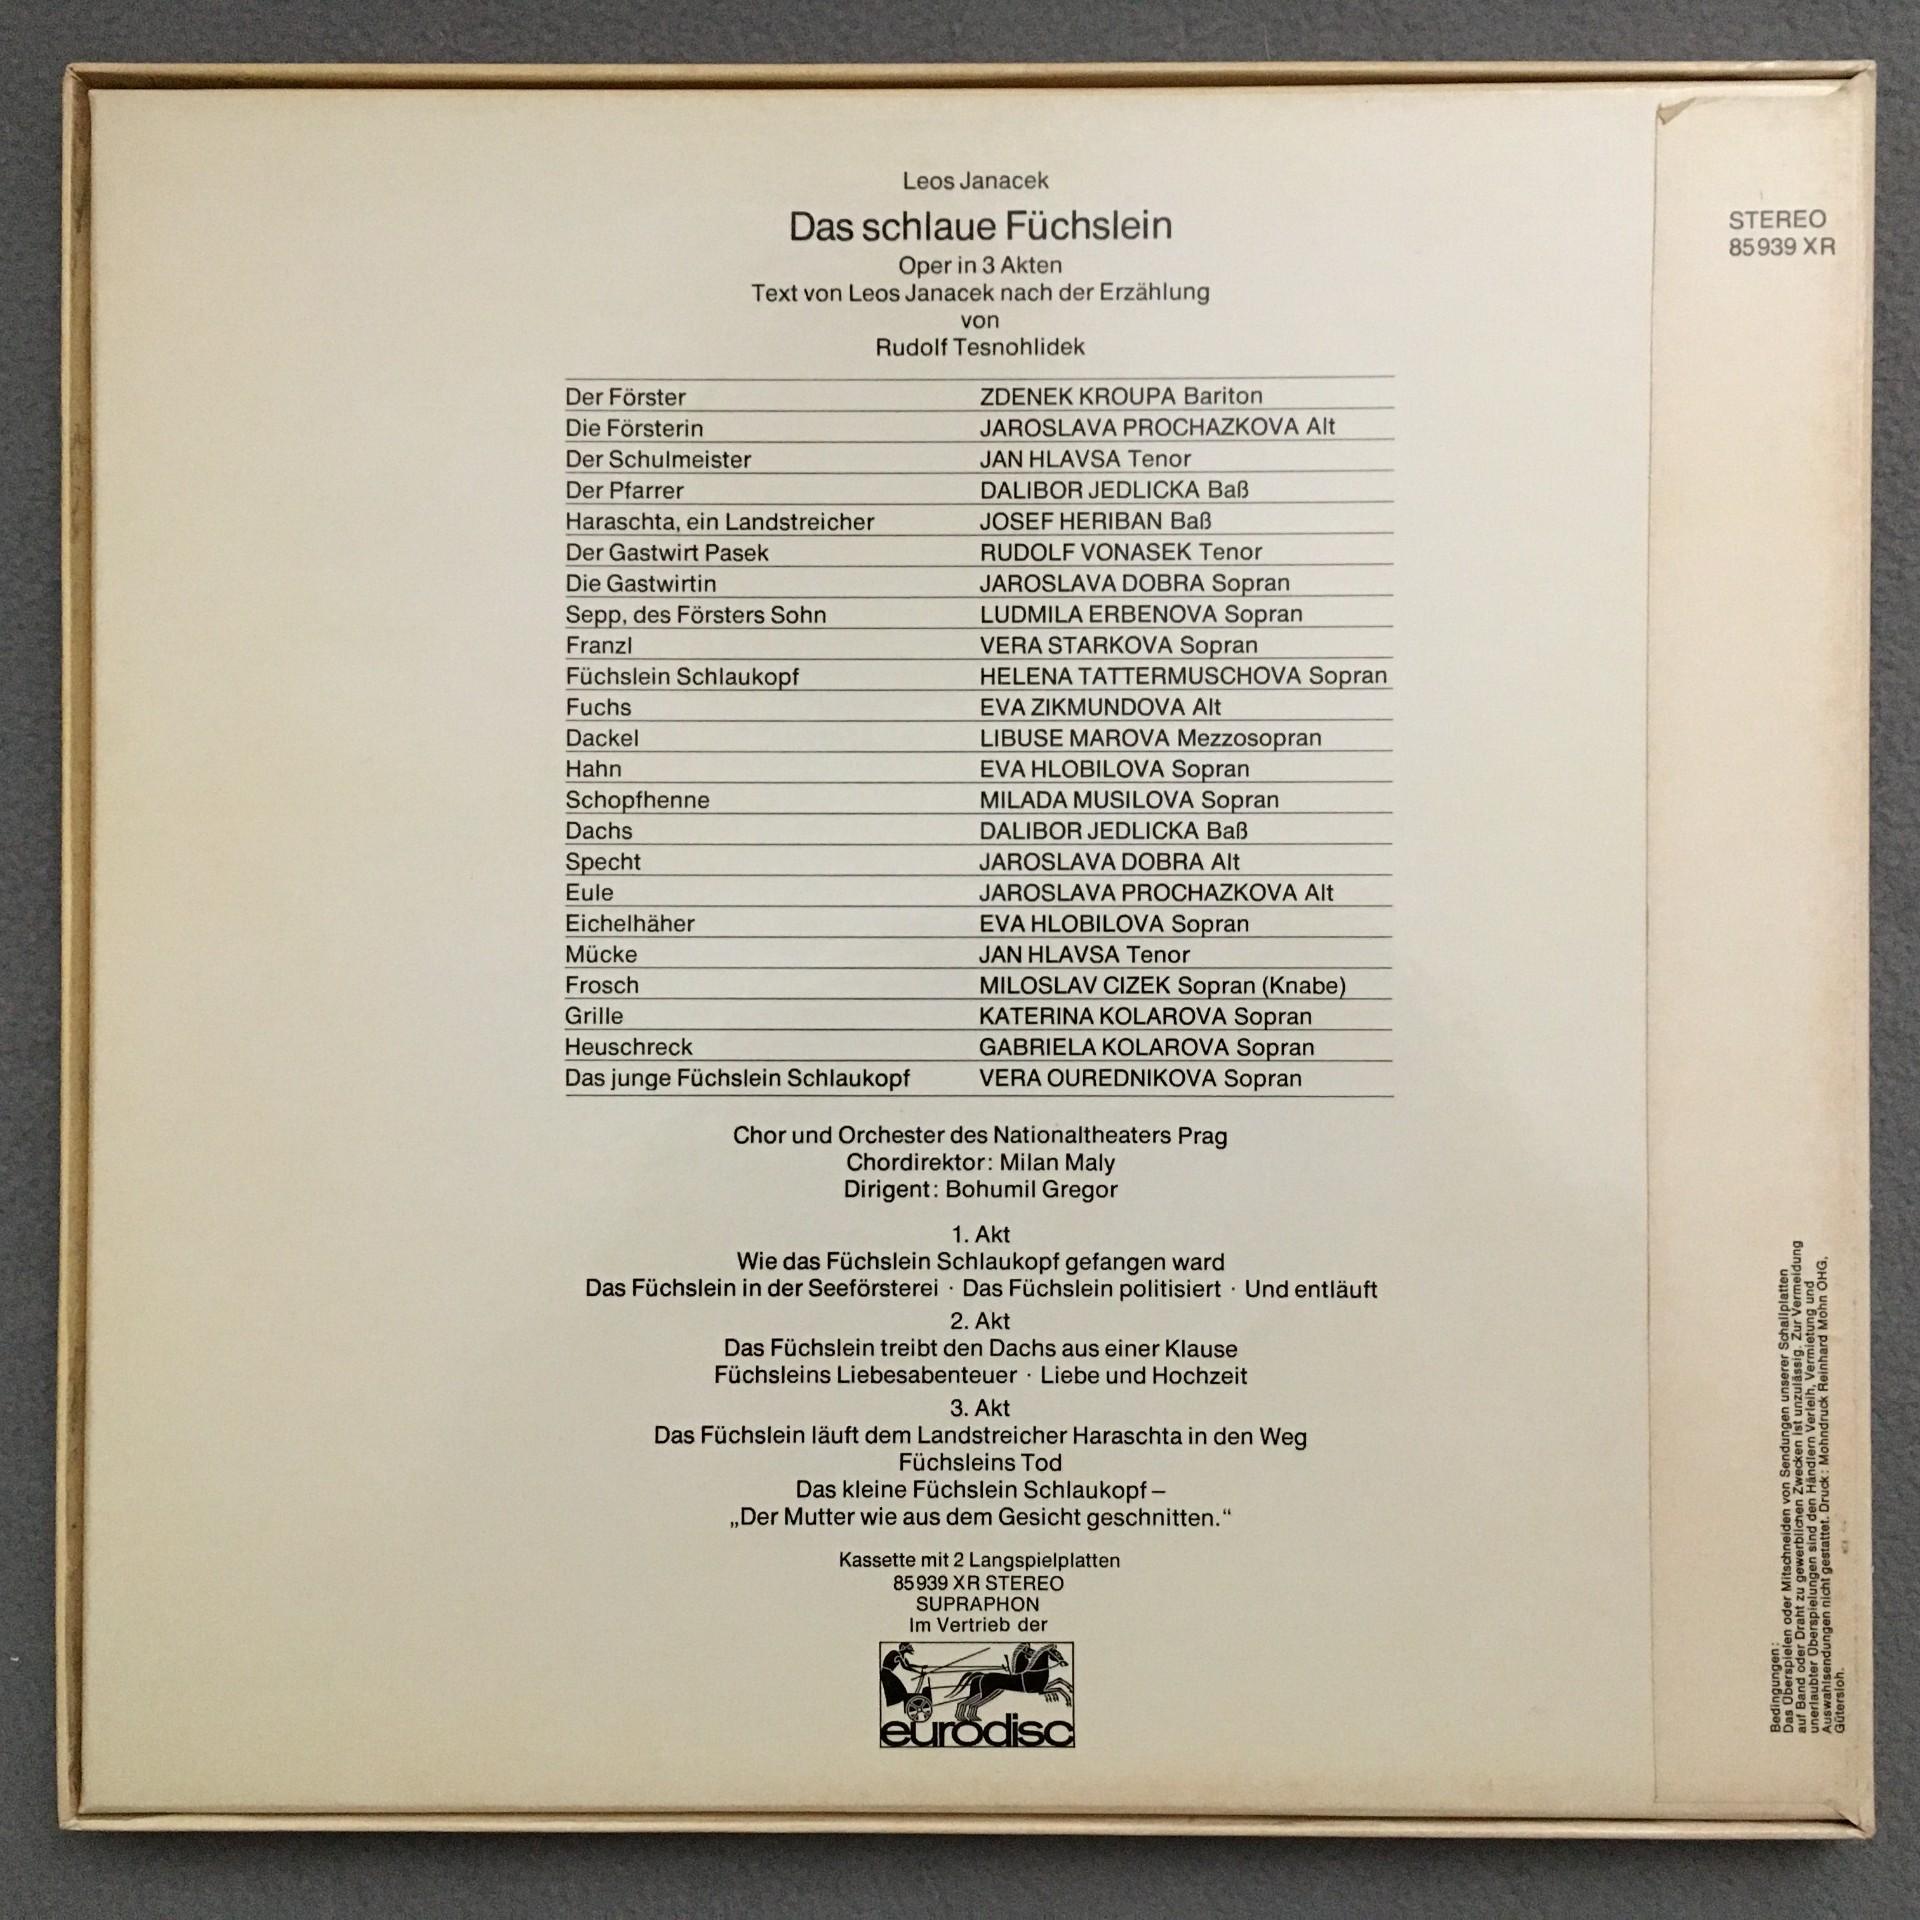 Leos Janacek
Das schlaue Füchslein
Oper in 3 Akten
Text von Leos Janacek nach der Erzählung
von
Rudolf Tesnohlidek
Der Förster ZDENEK KROUPA Bariton
Die Försterin JAROSLAVA PROCHAZKOVA Alt
Der Schulmeister JAN HLAVSA Tenor
Der Pfarrer DALIBOR JEDLICKA Baß
Haraschta, ein Landstreicher JOSEF HERIBAN Baß
Der Gastwirt Pasek RUDOLF VONASEK Tenor
Die Gastwirtin JAROSLAVA DOBRA Sopran
Sepp, des Försters Sohn LUDMILA ERBENOVA Sopran
Franzl VERA STARKOVA Sopran
Füchslein Schlaukopf HELENA TATTERMUSCHOVA Sopran
Fuchs EVA ZIKMUNDOVA Alt
Dackel LIBUSE MAROVA Mezzosopran
Hahn EVA HLOBILOVA Sopran
Schopfhenne MILADA MUSILOVA Sopran
Dachs DALIBOR JEDLICKA Baß
Specht JAROSLAVA DOBRA Alt
Eule JAROSLAVA PROCHAZKOVA Alt
Eichelhäher EVA HLOBILOVA Sopran
Mücke JAN HLAVSA Tenor
Frosch MILOSLAV CIZEK Sopran (Knabe)
Grille KATERINA KOLAROVA Sopran
Heuschreck GABRIELA KOLAROVA Sopran
Das junge Füchslein Schlaukopf VERA OUREDNIKOVA Sopran
Chor und Orchester des Nationaltheaters Prag
Chordirektor: Milan Maly
Dirigent: Bohumil Gregor
1. Akt
Wie das Füchslein Schlaukopf gefangen ward
Das Füchslein in der Seeförsterei · Das Füchslein politisiert · Und entläuft
2. Akt
Das Füchslein treibt den Dachs aus einer Klause
Füchsleins Liebesabenteuer · Liebe und Hochzeit
3. Akt
Das Füchslein läuft dem Landstreicher Haraschta in den Weg
Füchsleins Tod
Das kleine Füchslein Schlaukopf –
„Der Mutter wie aus dem Gesicht geschnitten.“
Kassette mit 2 Langspielplatten
85939 XR STEREO
SUPRAPHON
Im Vertrieb der
eurodisc
STEREO
85939 XR
Bedingungen:
Das Überspielen oder Mitschneiden von Sendungen unserer Schallplatten
auf Band oder Draht zu gewerblichen Zwecken ist unzulässig. Zur Vermeidung
unerlaubter Überspielungen sind den Händlern Verleih, Vermietung und
Auswahlsendungen nicht gestattet. Druck: Mohndruck Reinhard Mohn OHG,
Gütersloh.